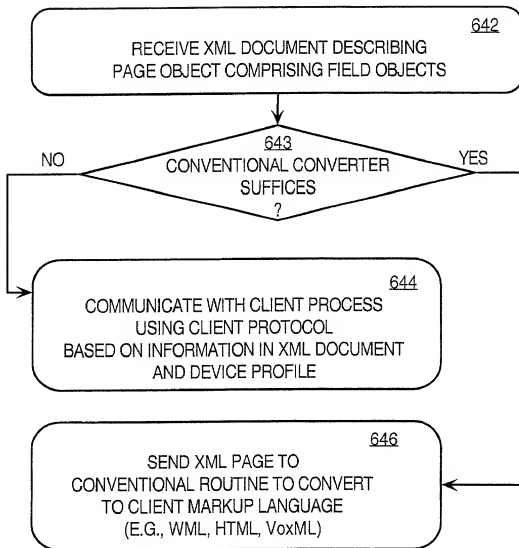 642
RECEIVE XML DOCUMENT DESCRIBING
PAGE OBJECT COMPRISING FIELD OBJECTS
643
NO
YES
CONVENTIONAL CONVERTER
SUFFICES
?
644
COMMUNICATE WITH CLIENT PROCESS
USING CLIENT PROTOCOL
BASED ON INFORMATION IN XML DOCUMENT
AND DEVICE PROFILE
646
SEND XML PAGE TO
CONVENTIONAL ROUTINE TO CONVERT
TO CLIENT MARKUP LANGUAGE
(E.G., WML, HTML, VoxML)